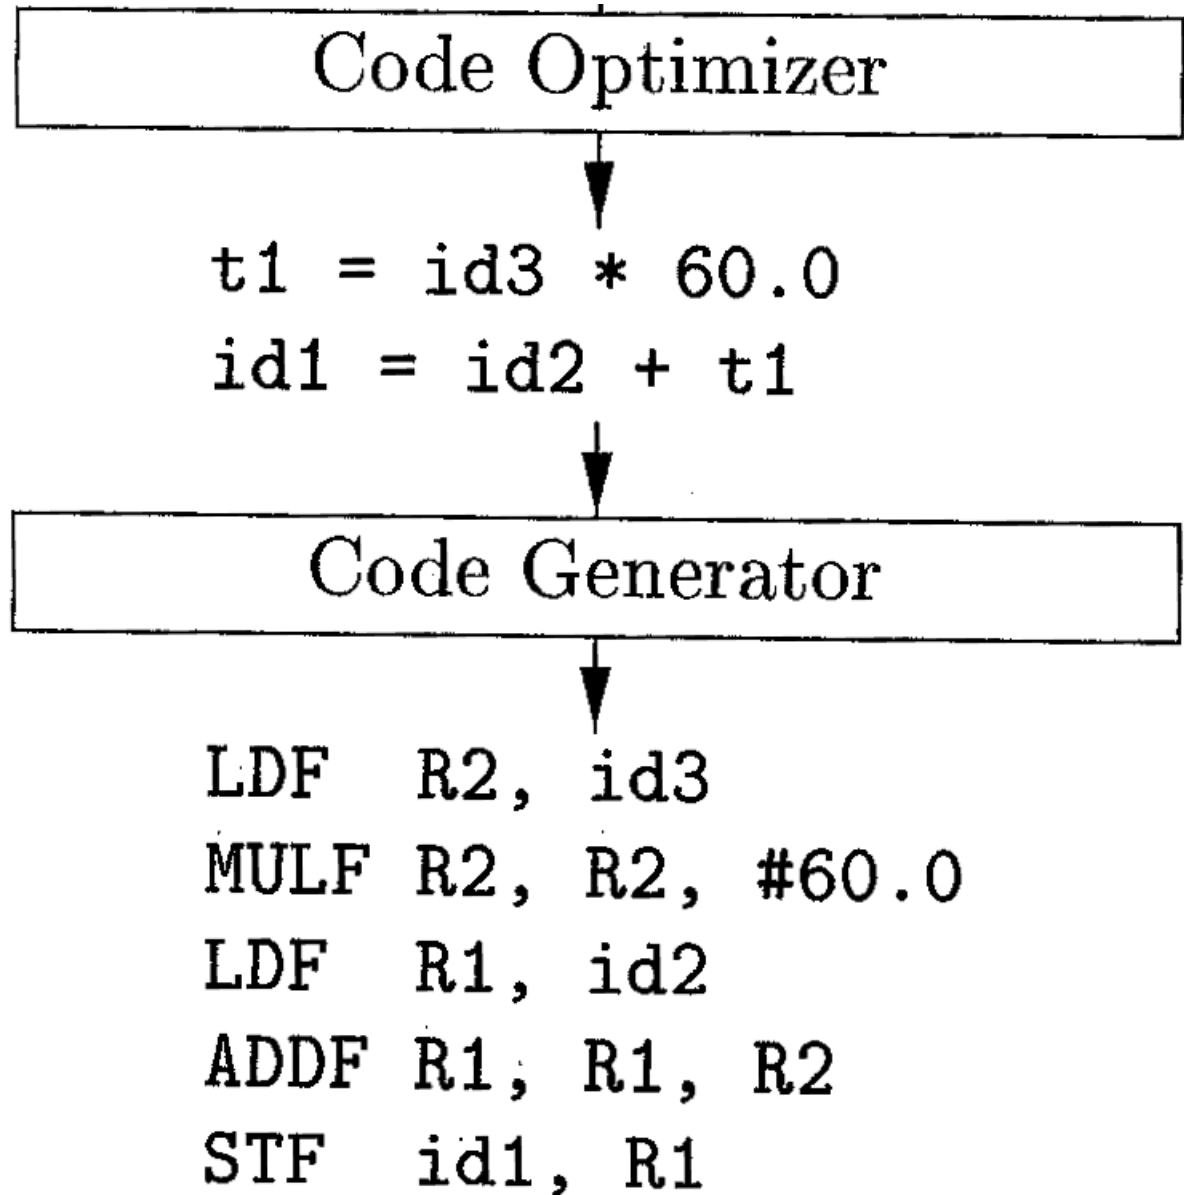 Code Optimizer
t1 = id3 * 60.0
id1 = id2 + t1
Code Generator
LDF R2, id3
MULF R2, R2, #60.0
LDF R1, id2
ADDF R1, R1, R2
STF id1, R1